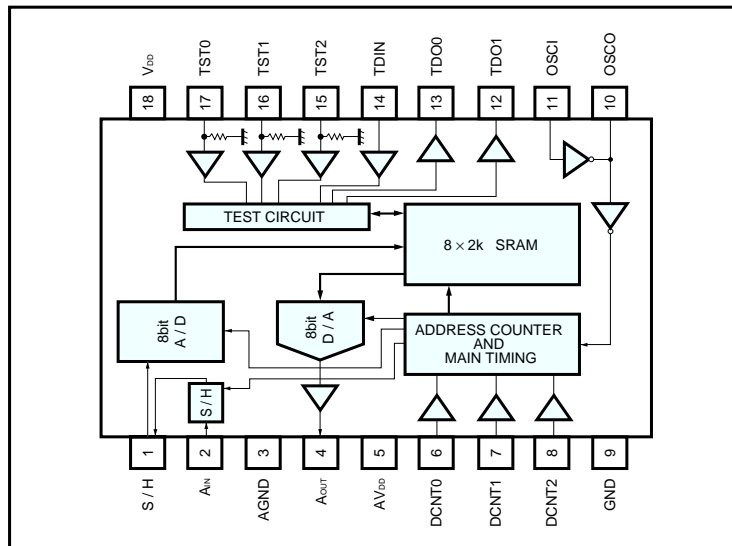 VDD TST0 TST1 TST2 TDIN TDO0 TDO1 OSCI OSCO
18 17 16 15 14 13 12 11 10
TEST CIRCUIT
8 × 2k SRAM
8bit
A / D
8bit
D / A
ADDRESS COUNTER
AND
MAIN TIMING
S / H
1 2 3 4 5 6 7 8 9
S / H AIN AGND AOUT AVDD DCNT0 DCNT1 DCNT2 GND